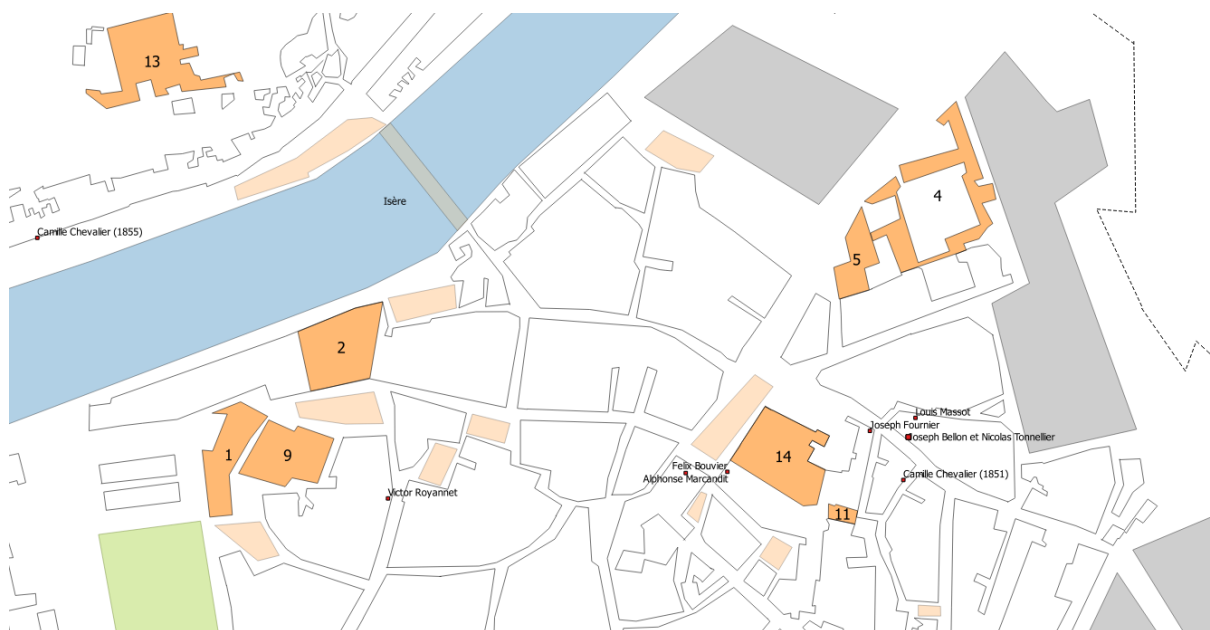 13
4
Isère
Camille Chevalier (1855)
5
2
Louis Massot
Joseph Fournier
Joseph Bellon et Nicolas Tonnellier
1
9
14
Felix Bouvier
Alphonse Marcandit
Camille Chevalier (1851)
Victor Royannet
11